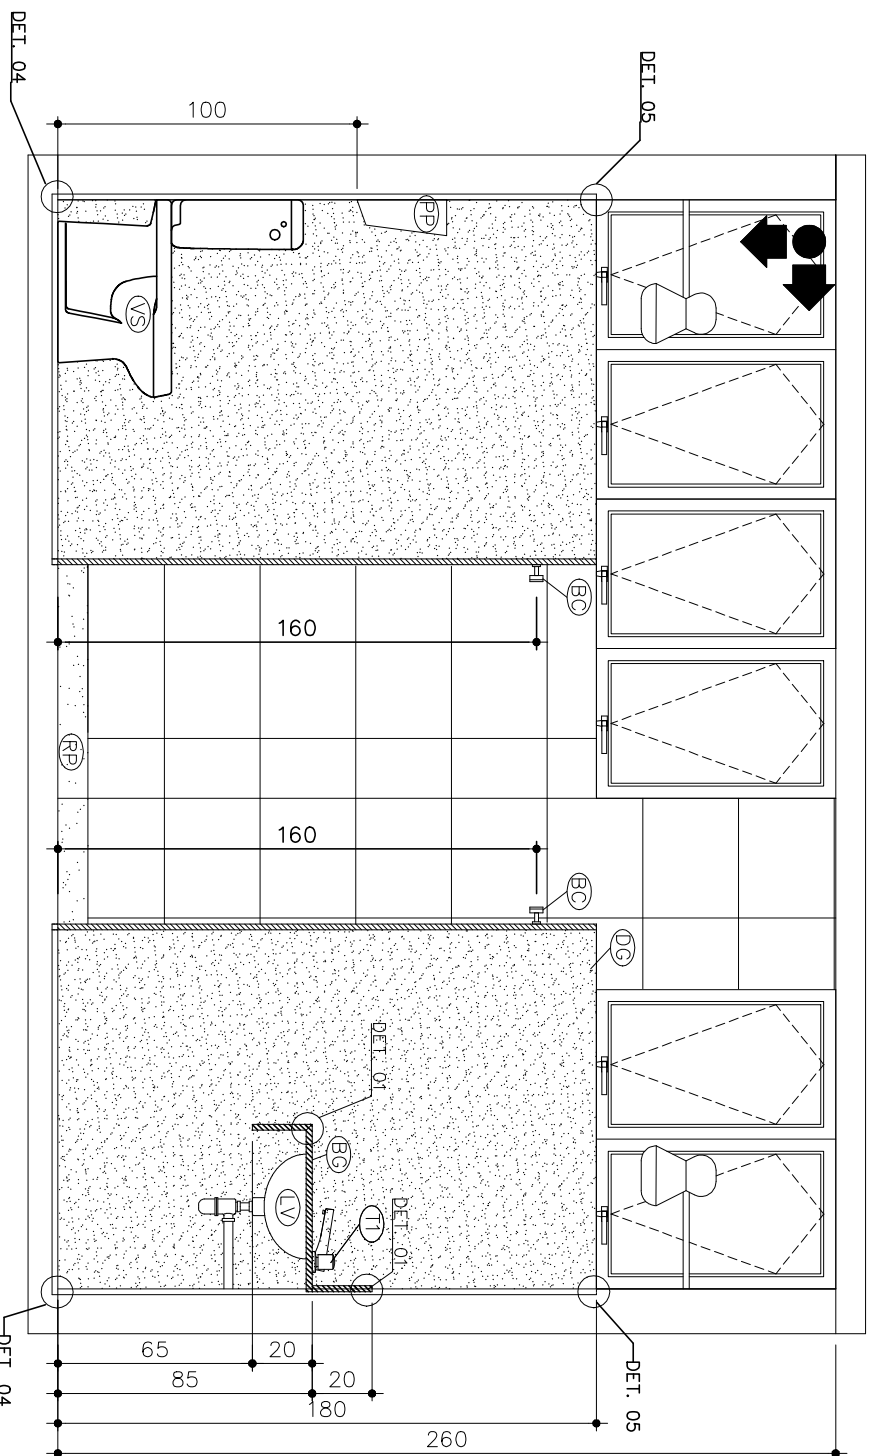 DET. 04
DET. 05
100
PP
VS
BC
160
RP
160
BC
DG
DET. 01
BG
LV
T1
DET. 01
DET. 04
DET. 05
65
20
85
20
180
260